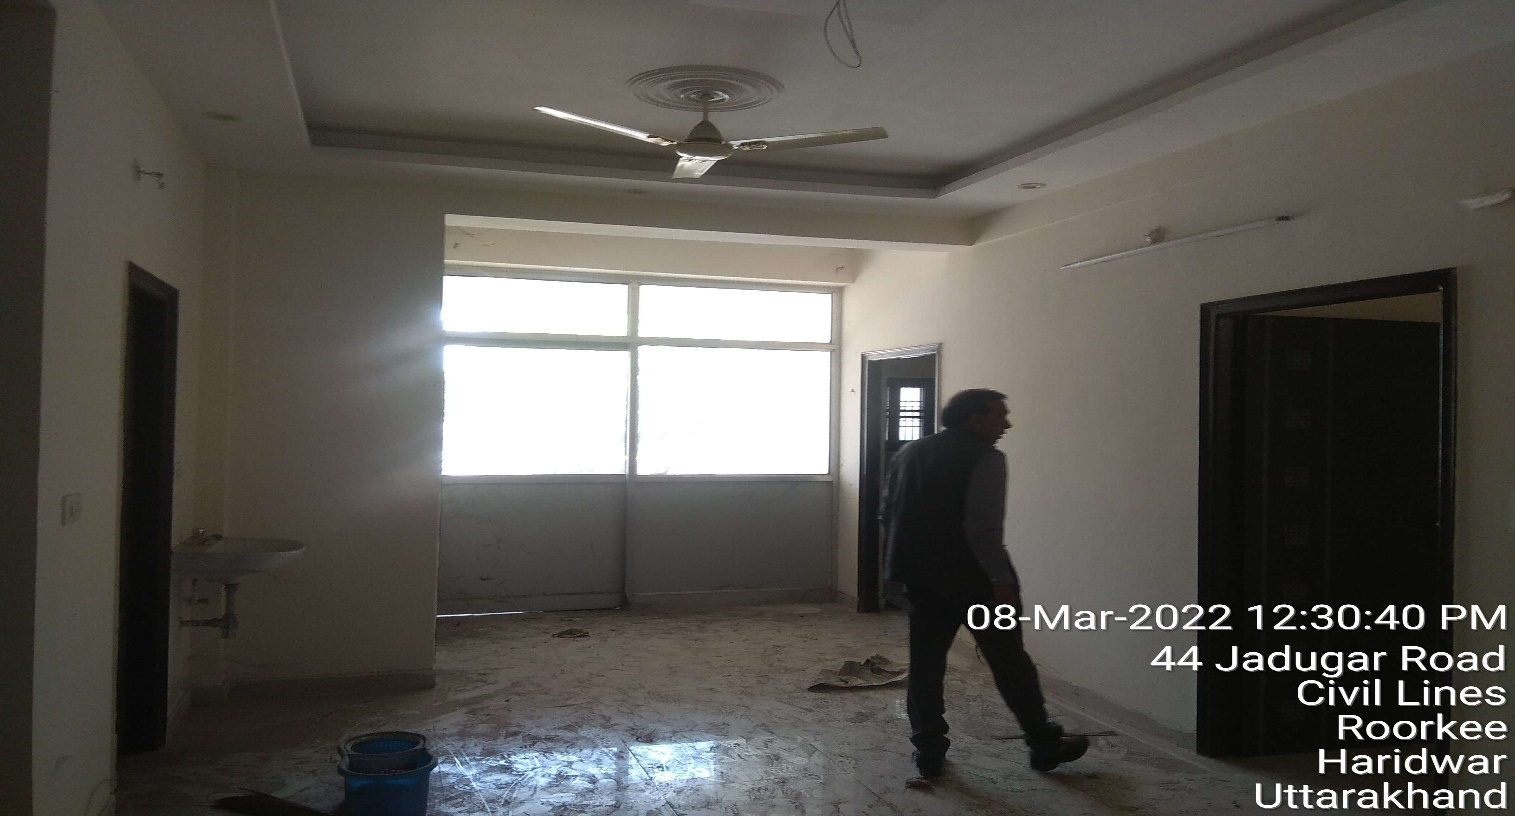 08-Mar-2022 12:30:40 PM
44 Jadugar Road
Civil Lines
Roorkee
Haridwar
Uttarakhand